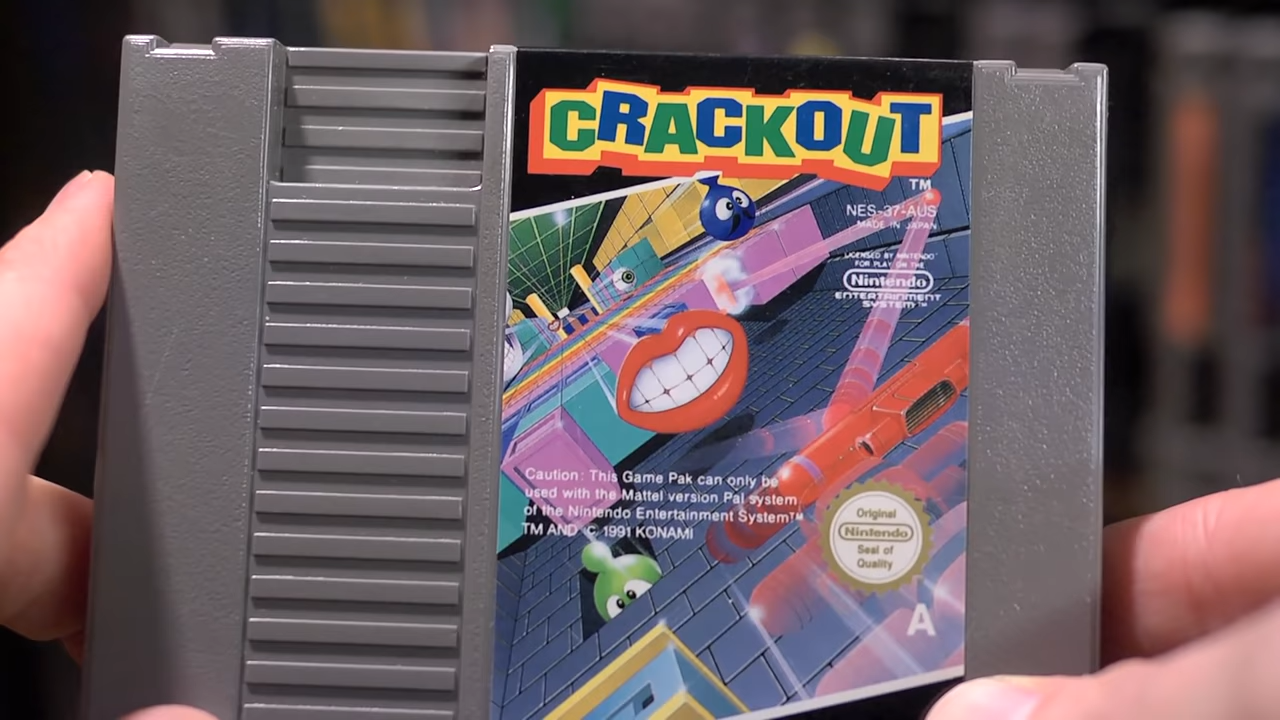 CRACKOUT
TM
NES-37-AUS
MADE IN JAPAN
LICENSED BY NINTENDO
FOR PLAY ON THE
Nintendo
ENTERTAINMENT
SYSTEM™
Caution: This Game Pak can only be
used with the Mattel version Pal system
of the Nintendo Entertainment System™
TM AND © 1991 KONAMI
Original
Nintendo
Seal of
Quality
A